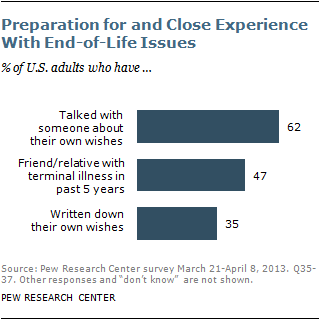 Preparation for and Close Experience
With End-of-Life Issues
% of U.S. adults who have ...
Talked with
someone about
their own wishes
62
Friend/relative with
terminal illness in
past 5 years
47
Written down
their own wishes
35
Source: Pew Research Center survey March 21-April 8, 2013. Q35-
37. Other responses and “don’t know” are not shown.
PEW RESEARCH CENTER